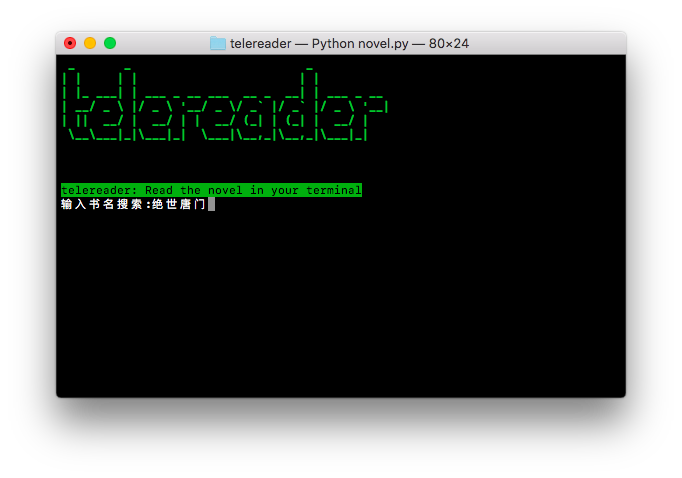 telereader — Python novel.py — 80×24
telereader
telereader: Read the novel in your terminal
输入书名搜索:绝世唐门